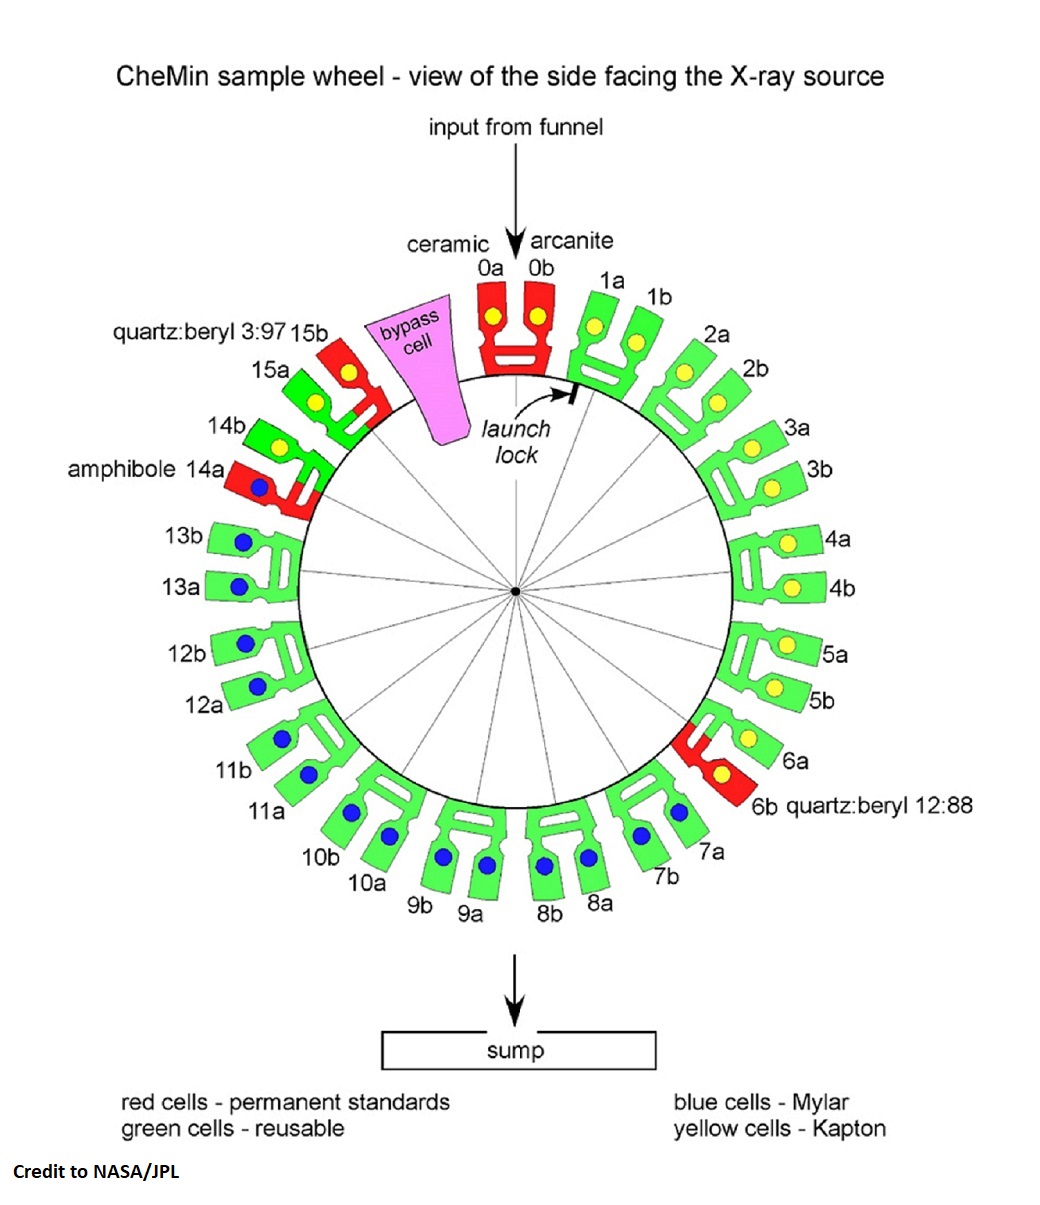 CheMin sample wheel - view of the side facing the X-ray source
input from funnel
ceramic
arcanite
0a
0b
1a
1b
2a
2b
3a
3b
4a
4b
5a
5b
6a
6b quartz:beryl 12:88
7a
7b
8a
8b
9a
9b
10a
10b
11a
11b
12a
12b
13a
13b
amphibole 14a
14b
15a
quartz:beryl 3:97 15b
bypass
cell
launch
lock
sump
red cells - permanent standards
green cells - reusable
blue cells - Mylar
yellow cells - Kapton
Credit to NASA/JPL